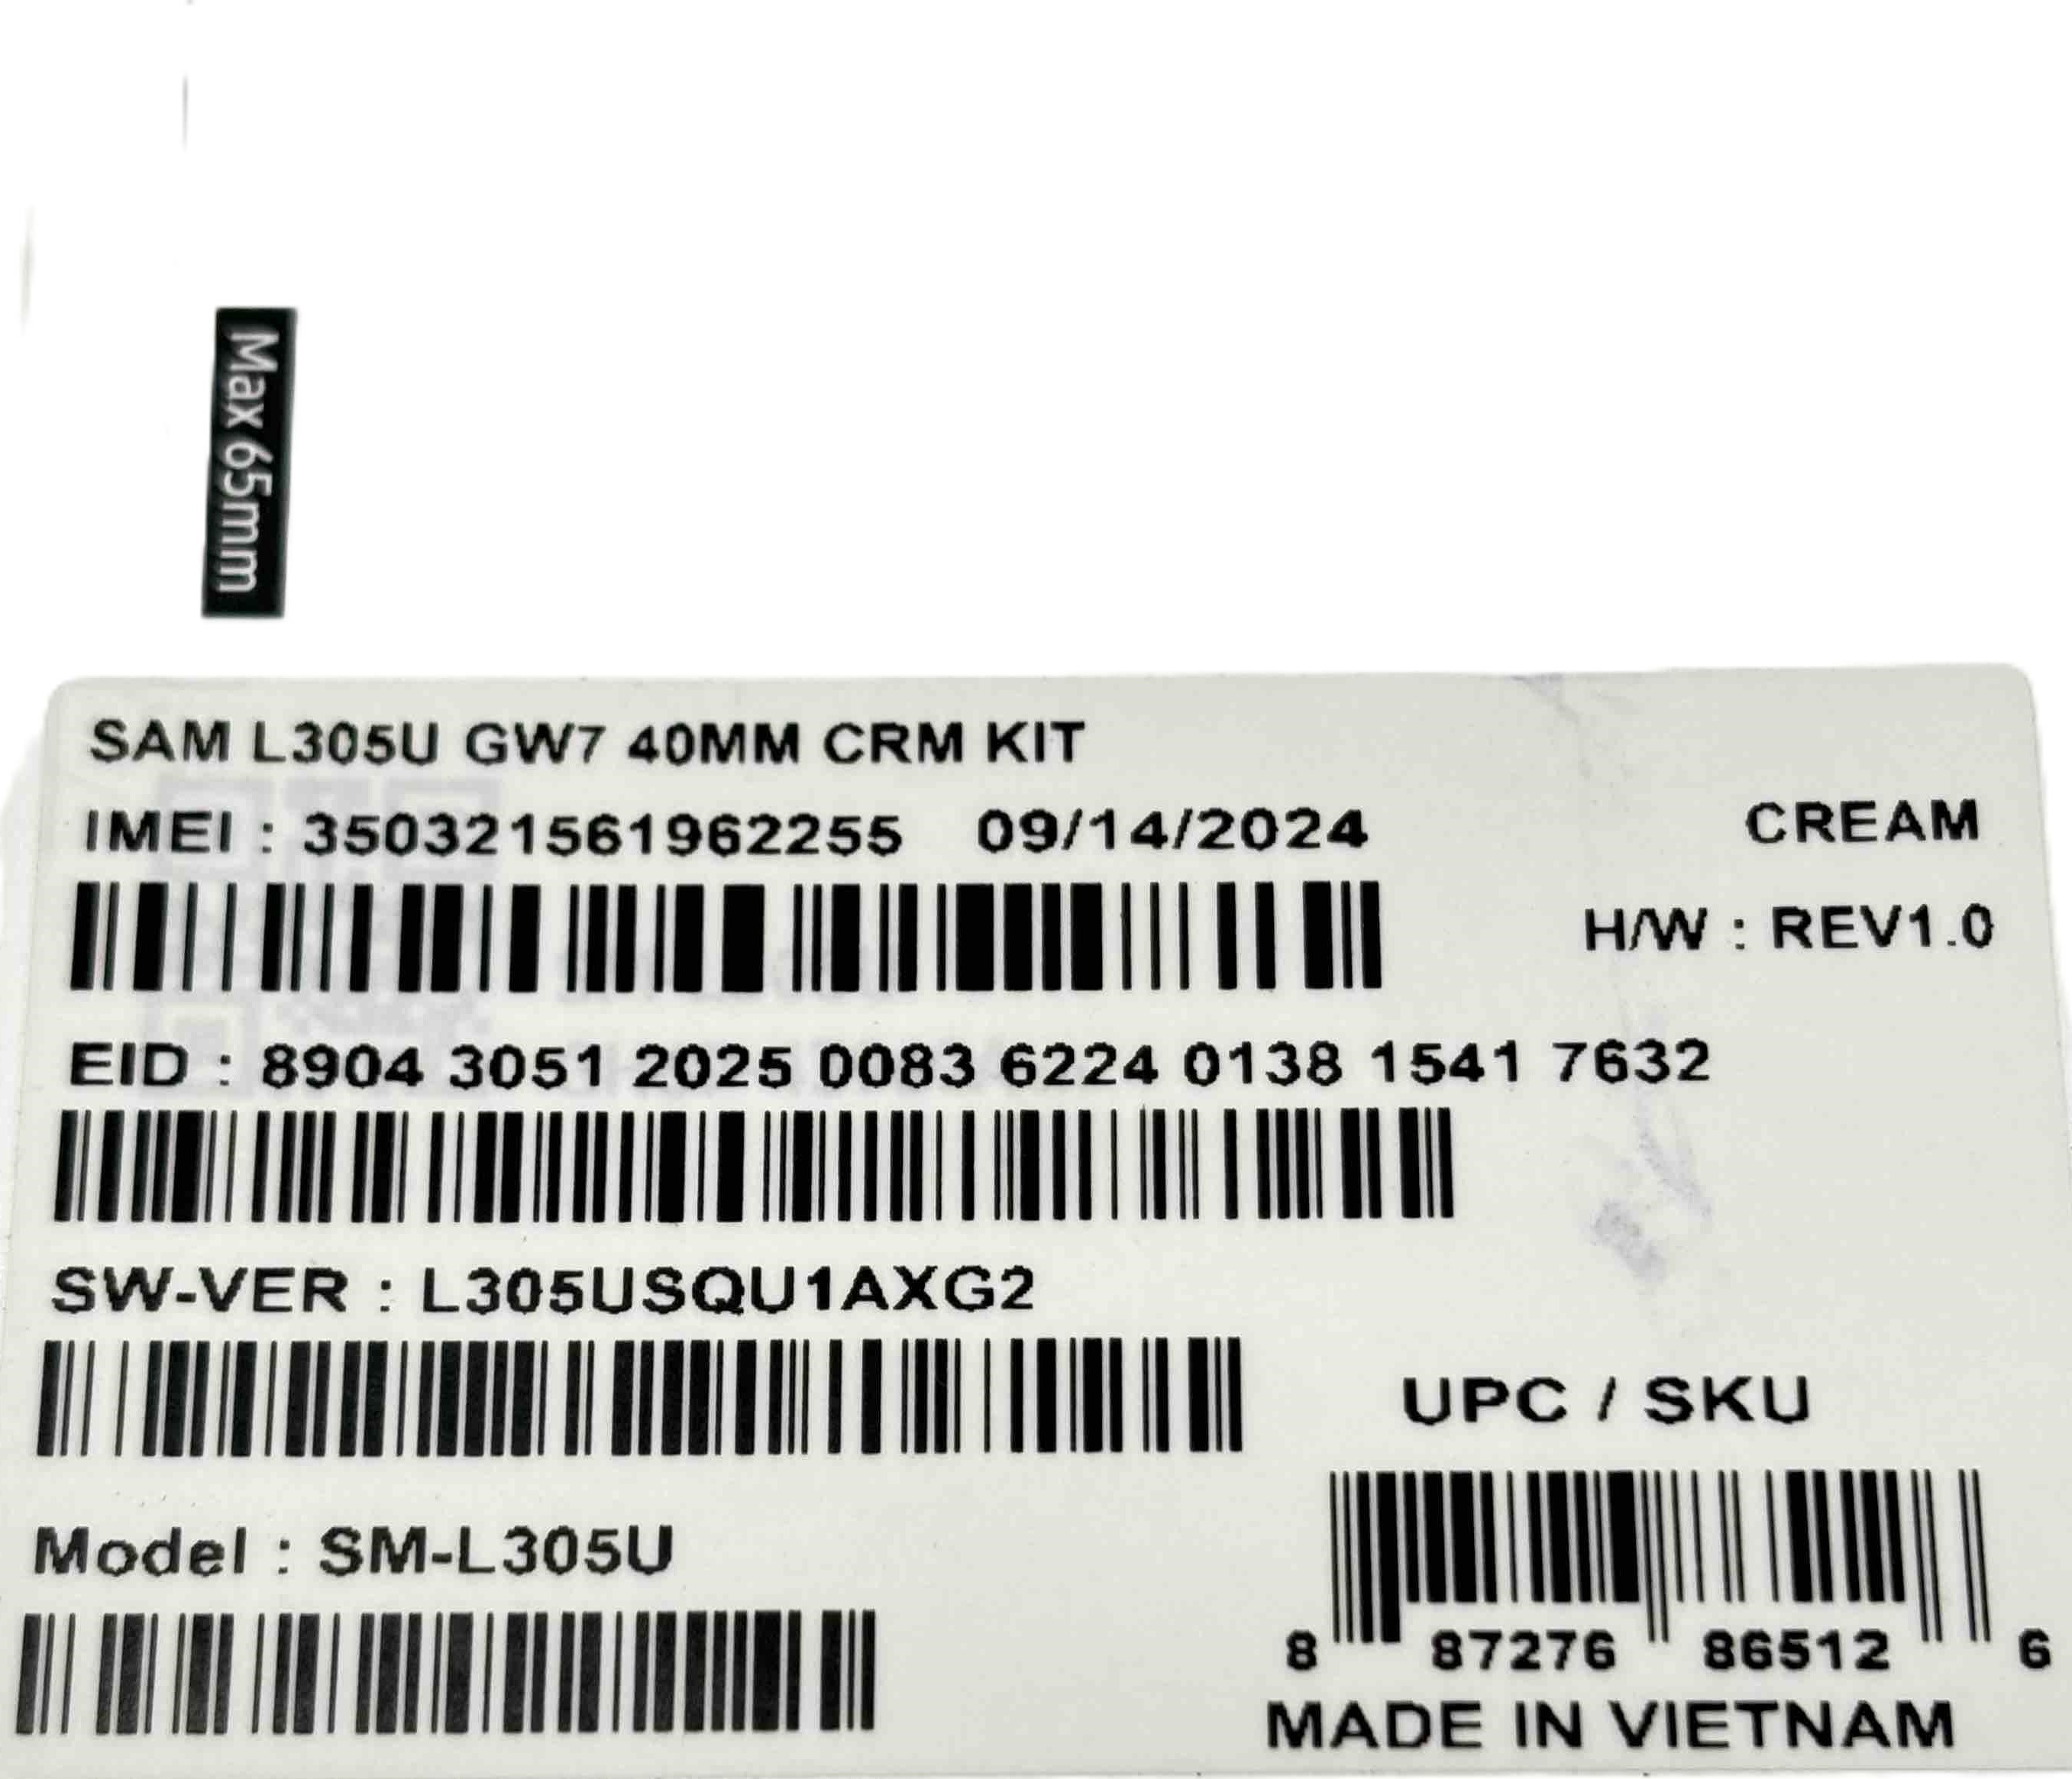 Max 65mm
SAM L305U GW7 40MM CRM KIT
IMEI : 350321561962255 09/14/2024
CREAM
H/W : REV1.0
EID : 8904 3051 2025 0083 6224 0138 1541 7632
SW-VER : L305USQU1AXG2
UPC / SKU
Model : SM-L305U
8 87276 86512 6
MADE IN VIETNAM